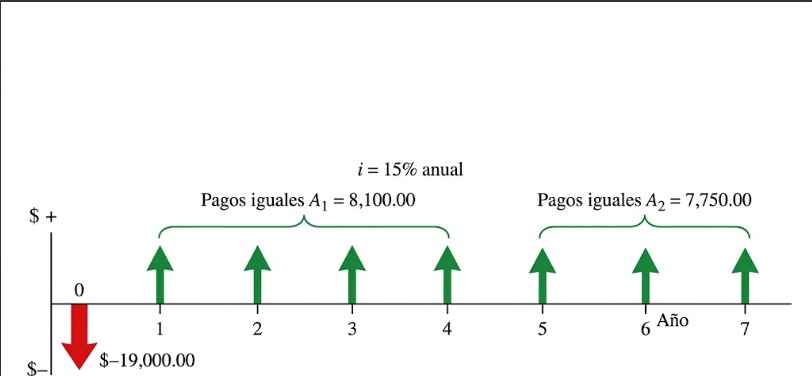 i = 15% anual
Pagos iguales A1 = 8,100.00
Pagos iguales A2 = 7,750.00
$ +
0
1
2
3
4
5
6
Año
7
$–19,000.00
$–